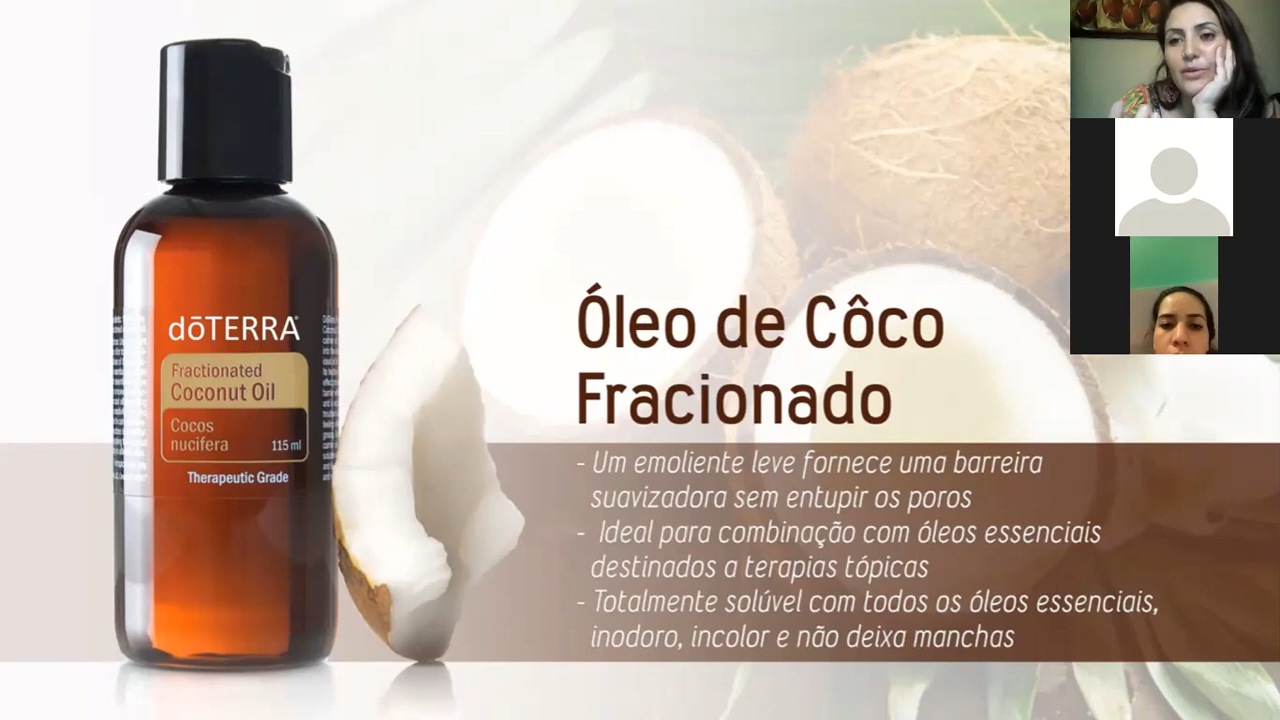 dōTERRA®
Fractionated
Coconut Oil
Cocos
nucifera
115 ml
Therapeutic Grade
Óleo de Côco
Fracionado
- Um emoliente leve fornece uma barreira
suavizadora sem entupir os poros
- Ideal para combinação com óleos essenciais
destinados a terapias tópicas
- Totalmente solúvel com todos os óleos essenciais,
inodoro, incolor e não deixa manchas